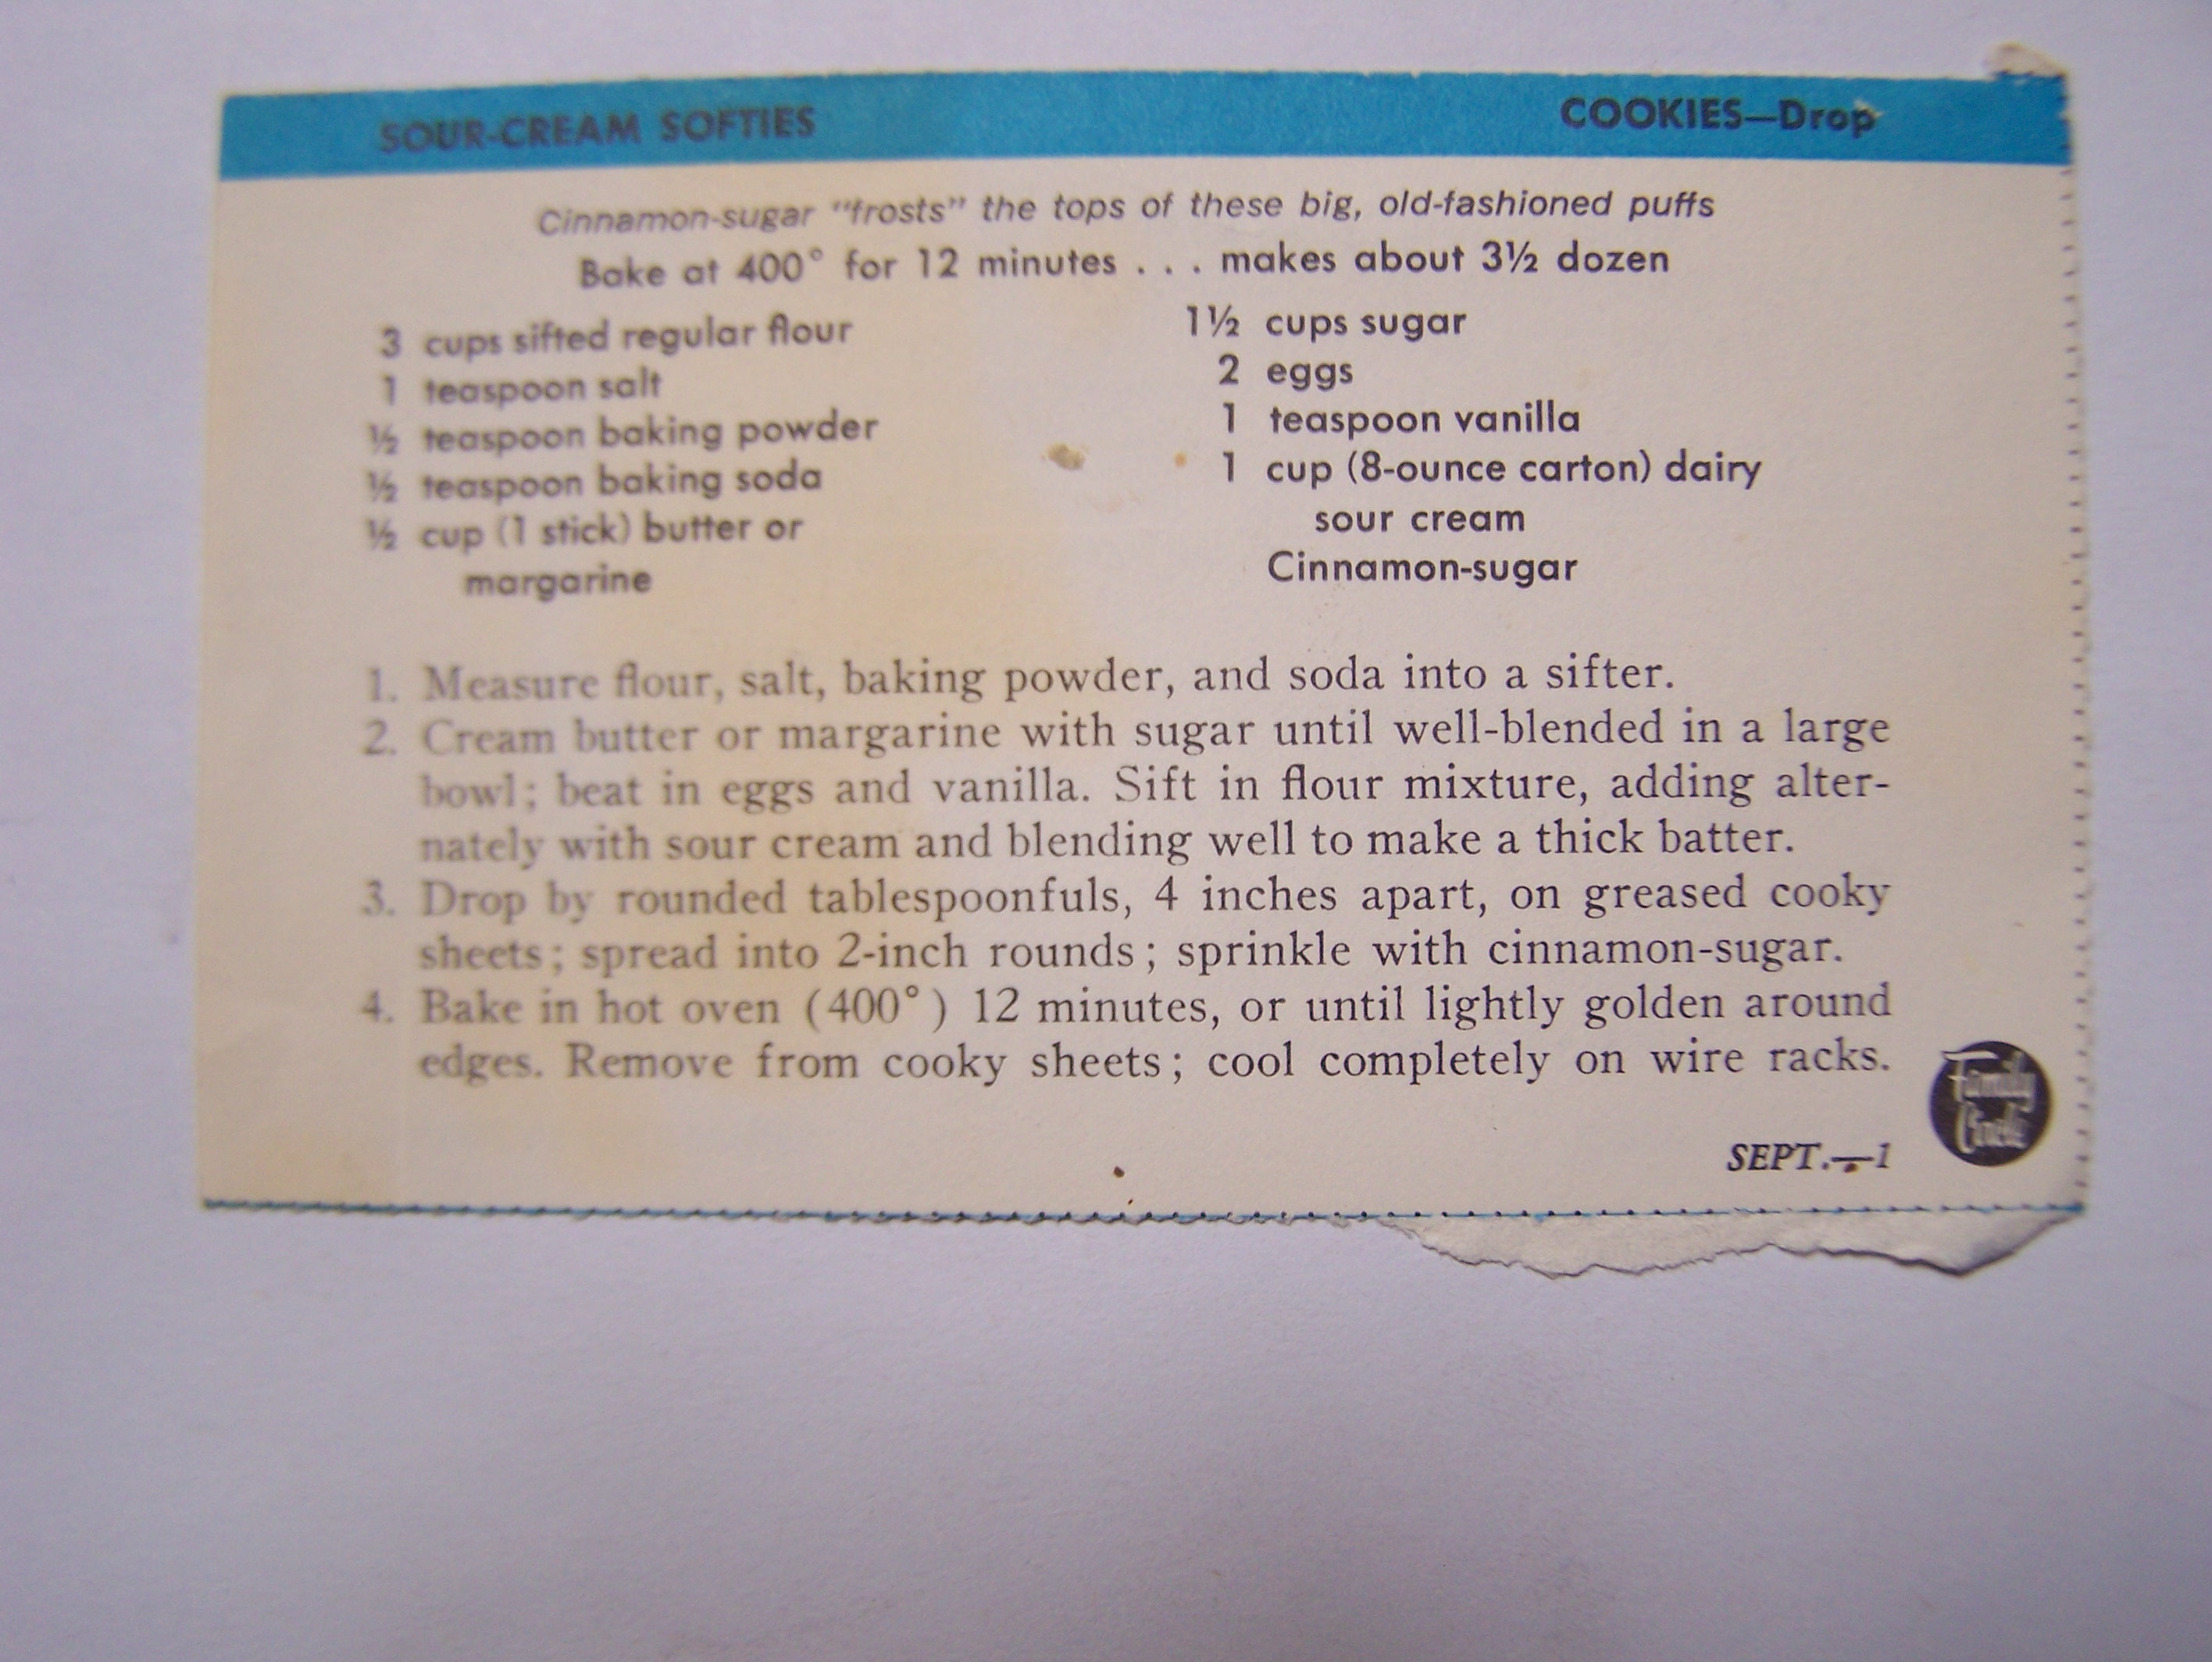 SOUR-CREAM SOFTIES COOKIES—Drop
Cinnamon-sugar "frosts" the tops of these big, old-fashioned puffs
Bake at 400° for 12 minutes . . . makes about 3½ dozen
3 cups sifted regular flour
1 teaspoon salt
½ teaspoon baking powder
½ teaspoon baking soda
½ cup (1 stick) butter or
margarine
1½ cups sugar
2 eggs
1 teaspoon vanilla
1 cup (8-ounce carton) dairy
sour cream
Cinnamon-sugar
1. Measure flour, salt, baking powder, and soda into a sifter.
2. Cream butter or margarine with sugar until well-blended in a large
bowl; beat in eggs and vanilla. Sift in flour mixture, adding alter-
nately with sour cream and blending well to make a thick batter.
3. Drop by rounded tablespoonfuls, 4 inches apart, on greased cooky
sheets; spread into 2-inch rounds; sprinkle with cinnamon-sugar.
4. Bake in hot oven (400°) 12 minutes, or until lightly golden around
edges. Remove from cooky sheets; cool completely on wire racks.
Family
Circle
SEPT.—1